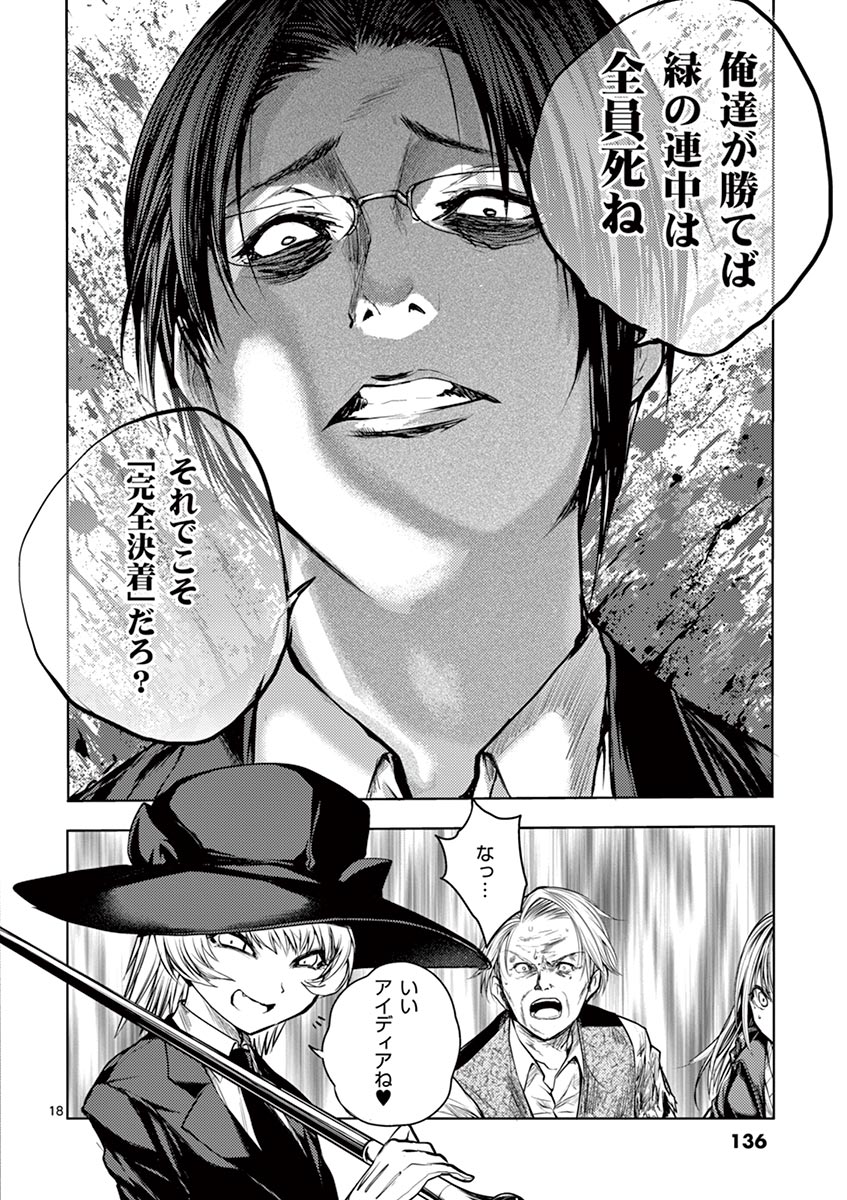 俺達が勝てば
緑の連中は
全員死ね
それでこそ
「完全決着」だろ？
なっ…
いい
アイディアね♥
18
136